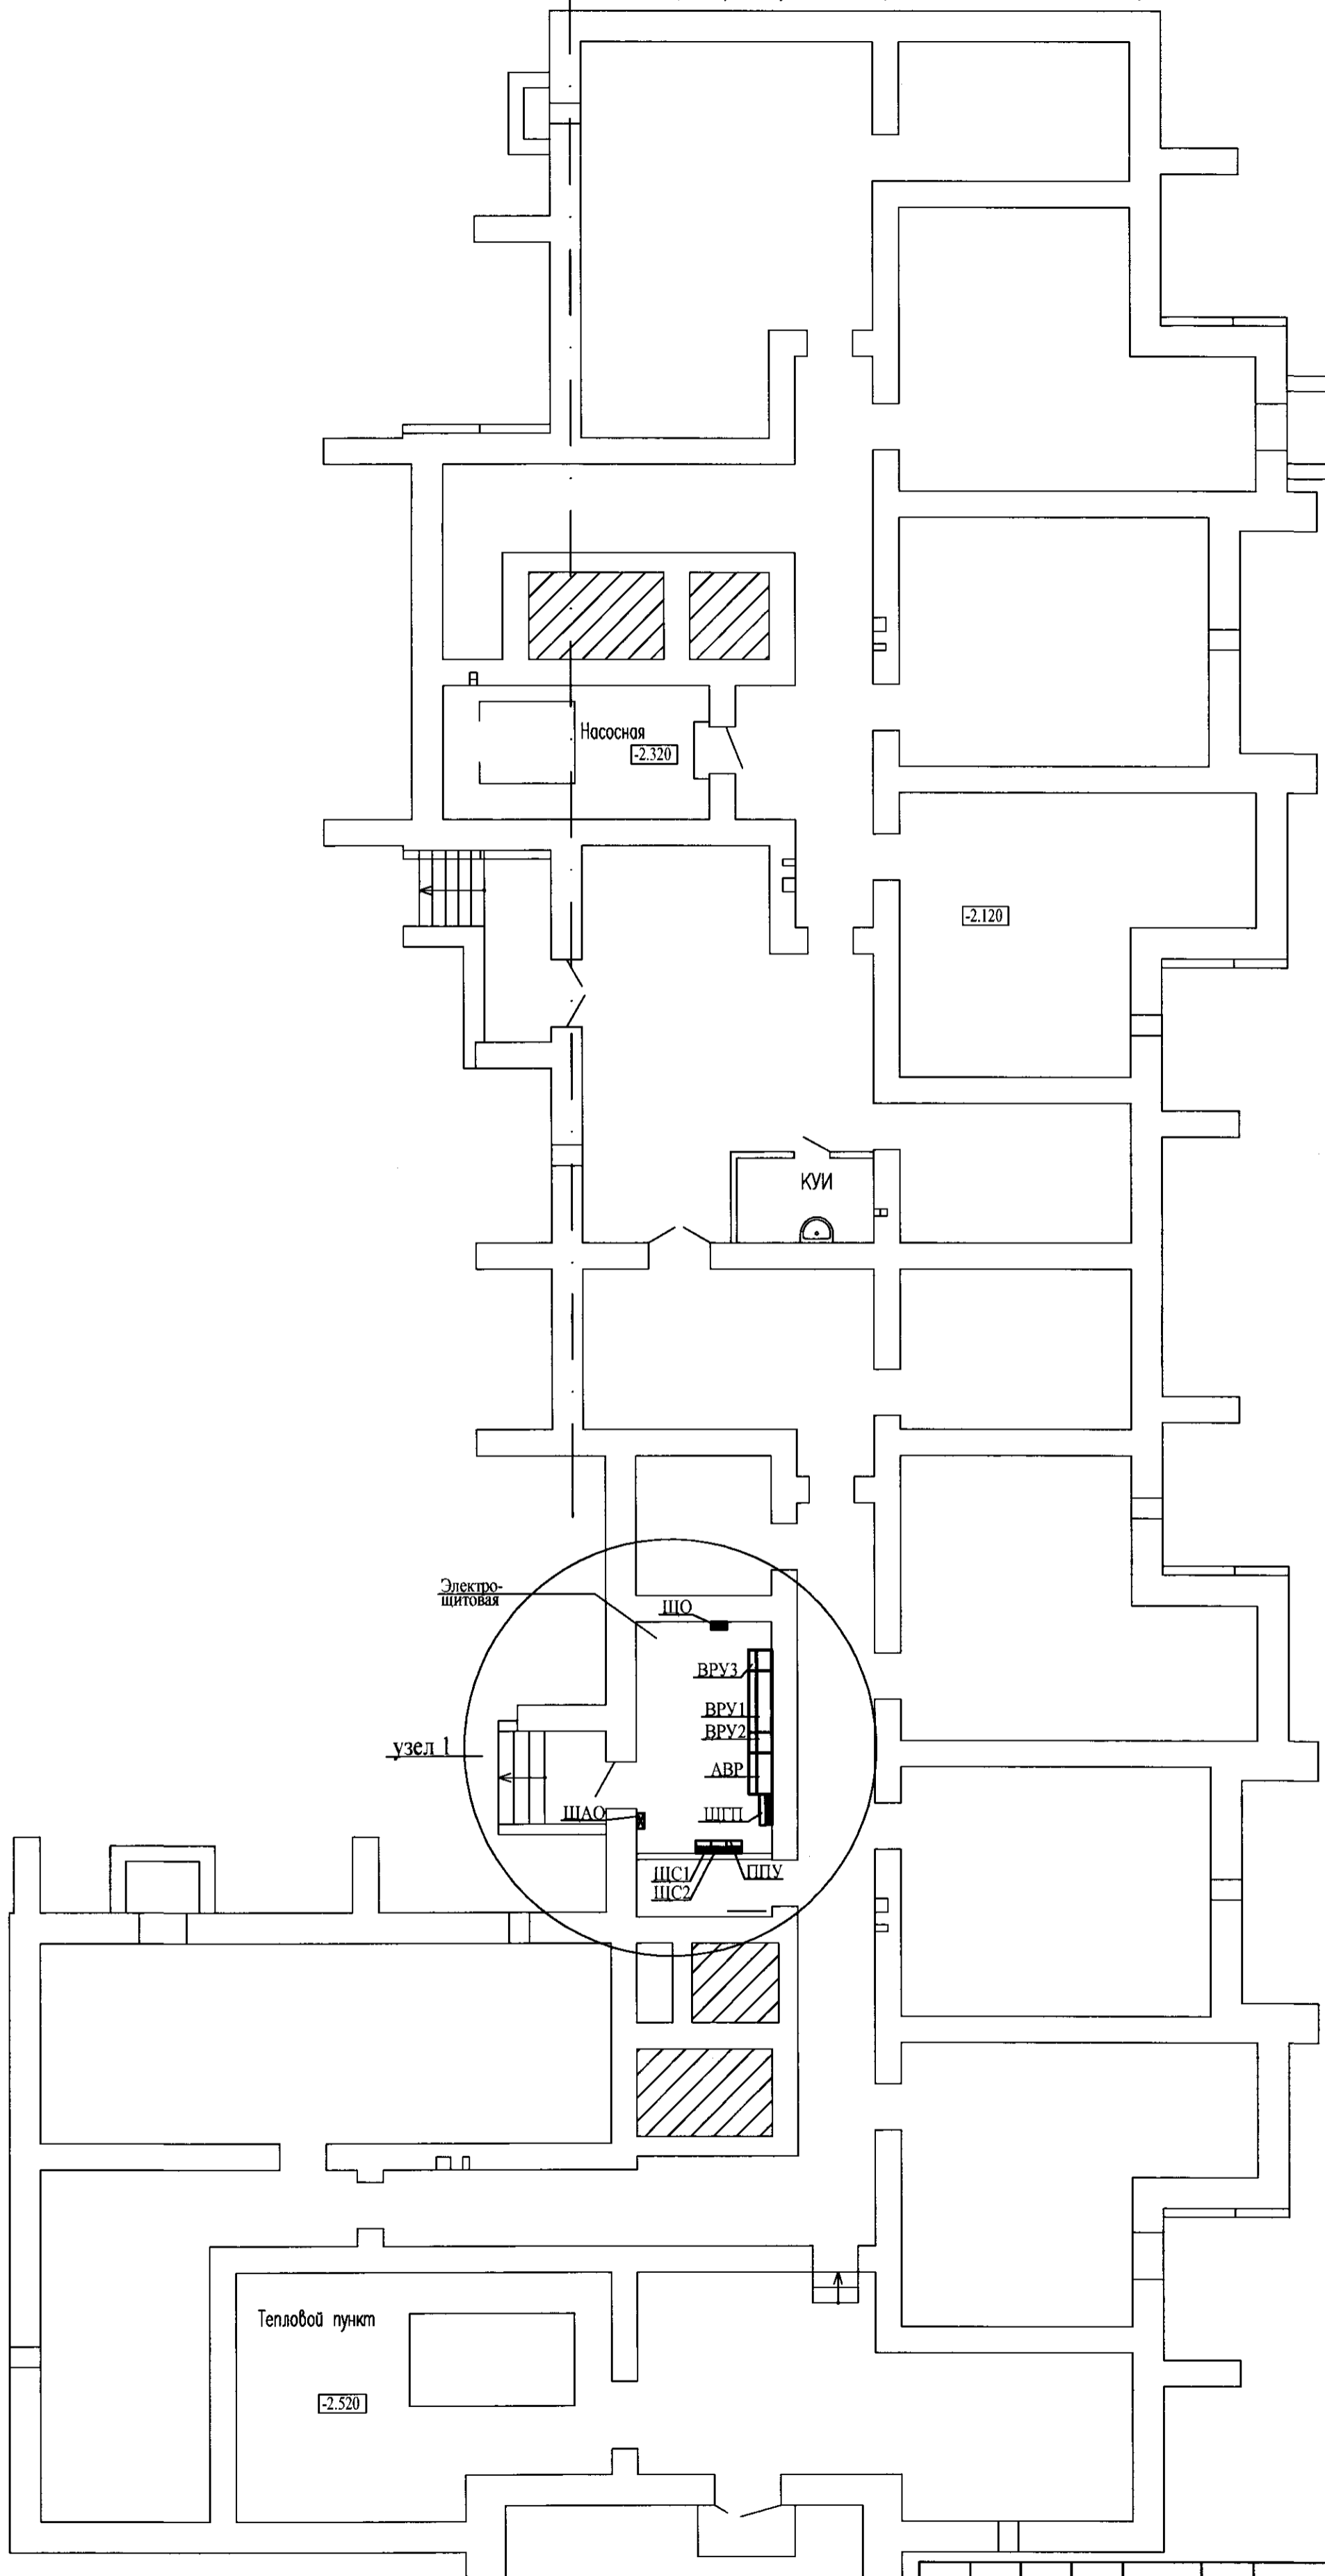 Насосная
-2.320
-2.120
КУИ
Электро-
щитовая
ЩО
ВРУ3
ВРУ1
ВРУ2
узел 1
АВР
ЩАО
ЩГП
ЩС1
ППУ
ЩС2
Тепловой пункт
-2.520